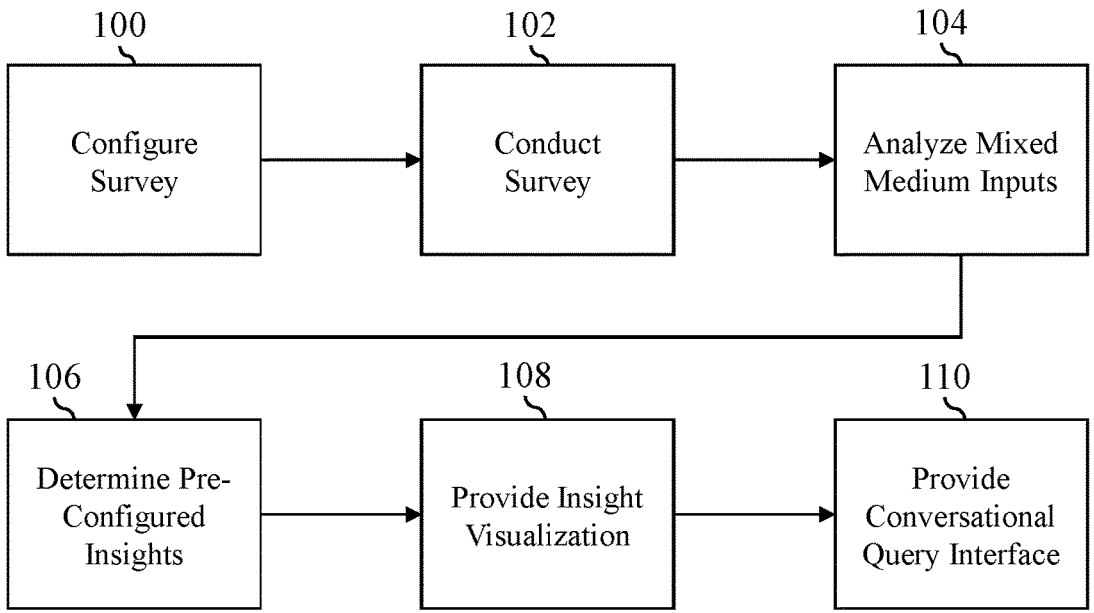 100
Configure
Survey
102
Conduct
Survey
104
Analyze Mixed
Medium Inputs
106
Determine Pre-
Configured
Insights
108
Provide Insight
Visualization
110
Provide
Conversational
Query Interface